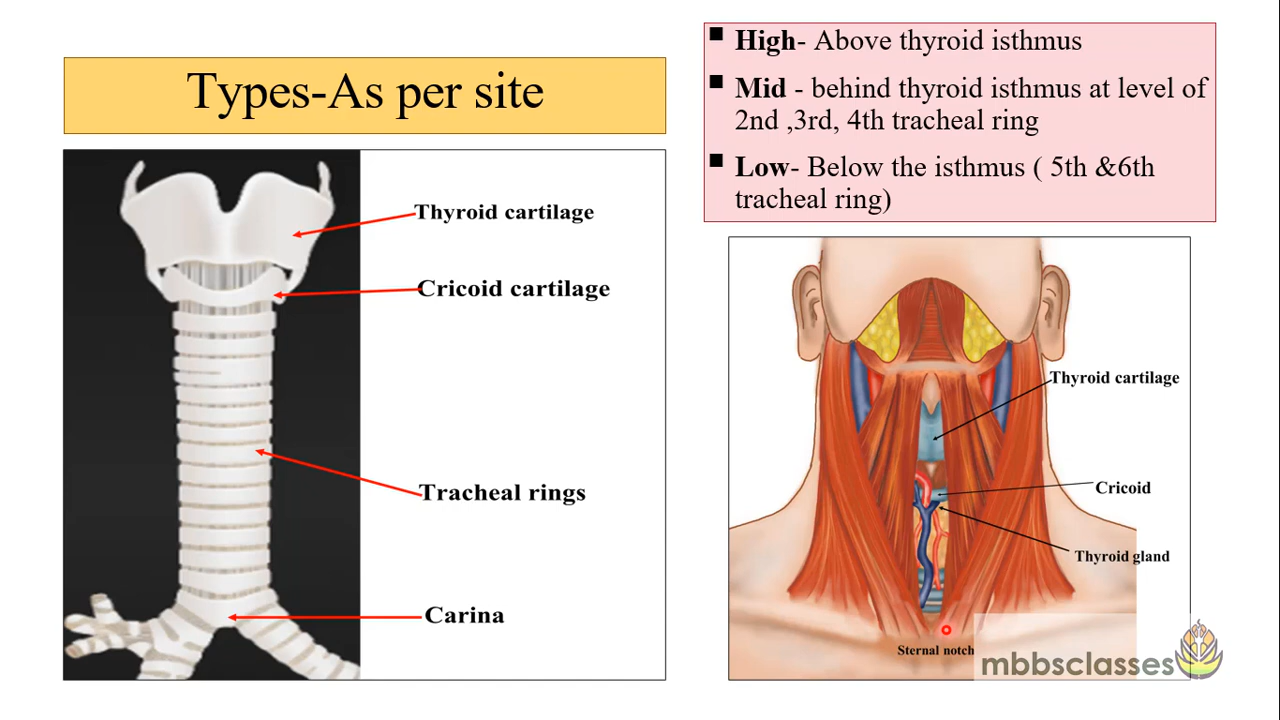 Types-As per site
Thyroid cartilage
Cricoid cartilage
Tracheal rings
Carina
▪ High- Above thyroid isthmus
▪ Mid - behind thyroid isthmus at level of
2nd ,3rd, 4th tracheal ring
▪ Low- Below the isthmus ( 5th &6th
tracheal ring)
Thyroid cartilage
Cricoid
Thyroid gland
Sternal notch
mbbsclasses